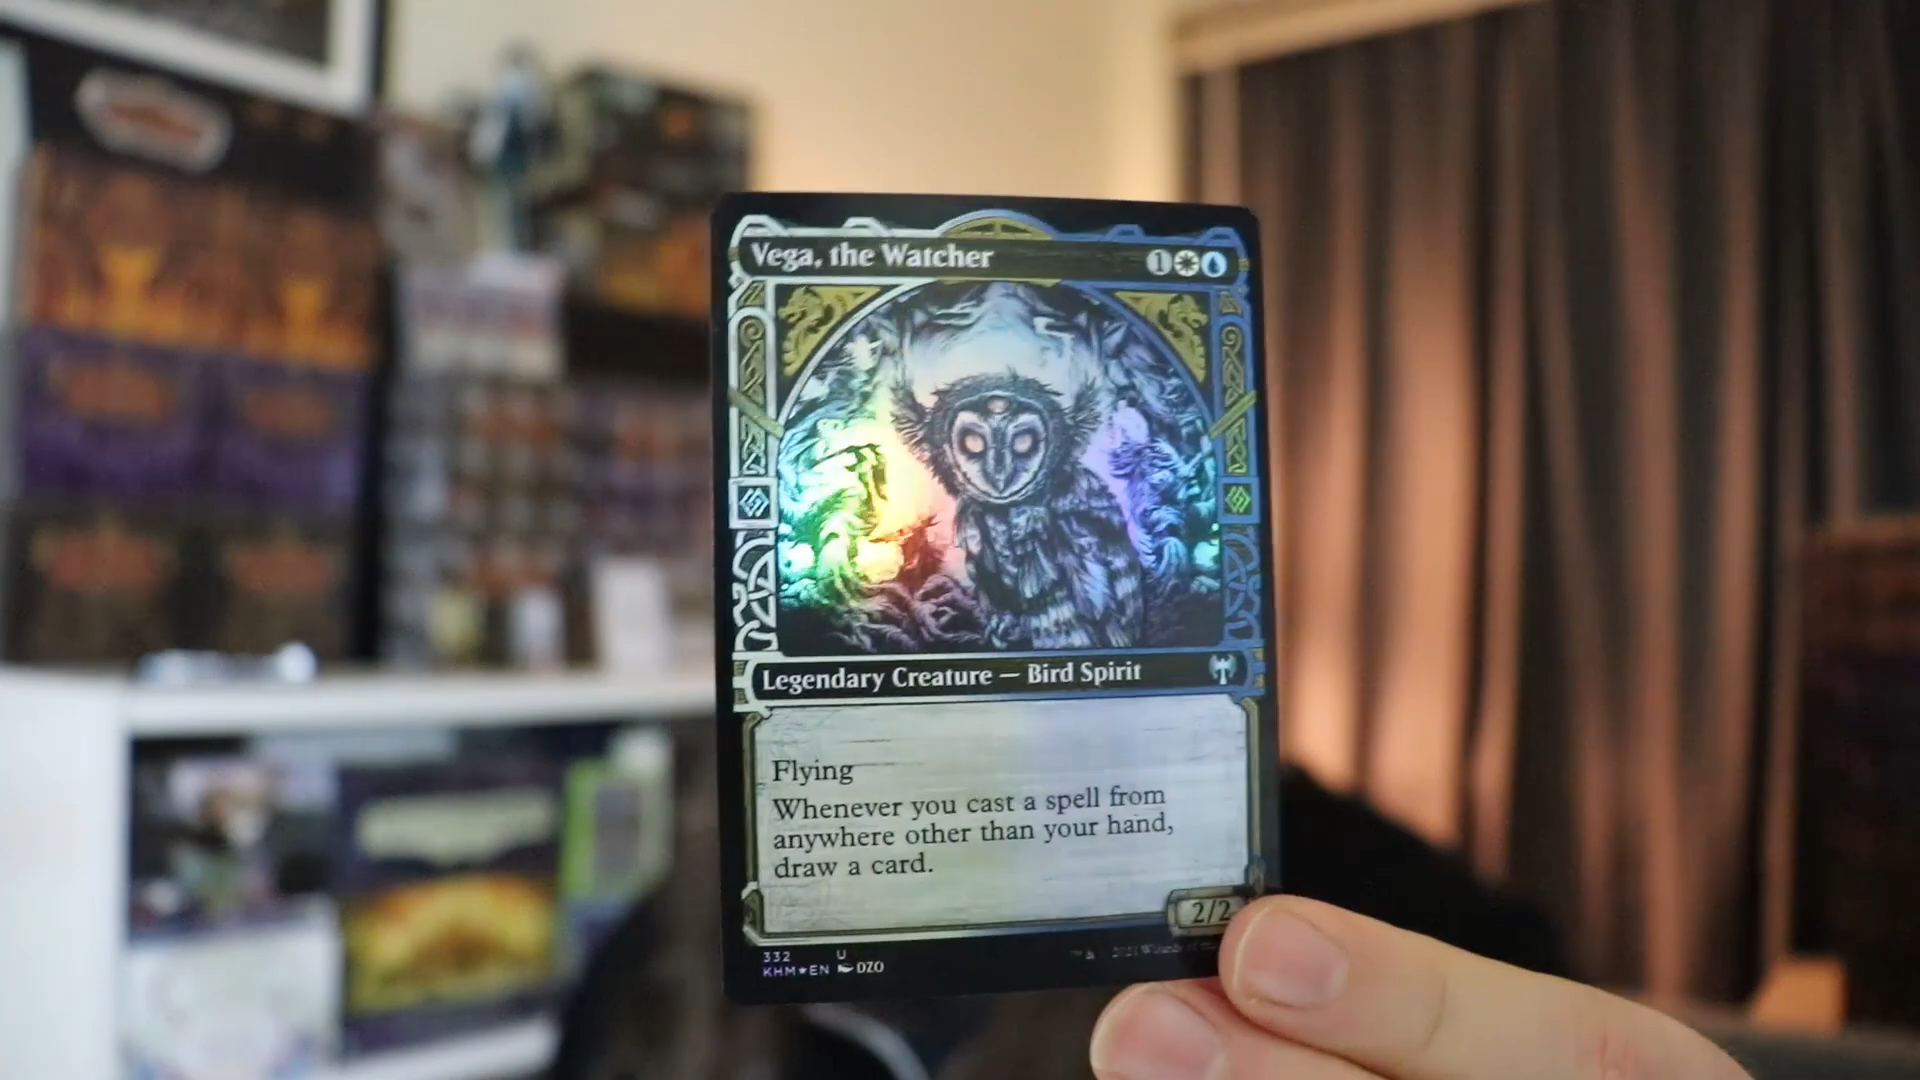 Vega, the Watcher 1
Legendary Creature — Bird Spirit
Flying
Whenever you cast a spell from
anywhere other than your hand,
draw a card.
2/2
332 U
KHM★EN DZO